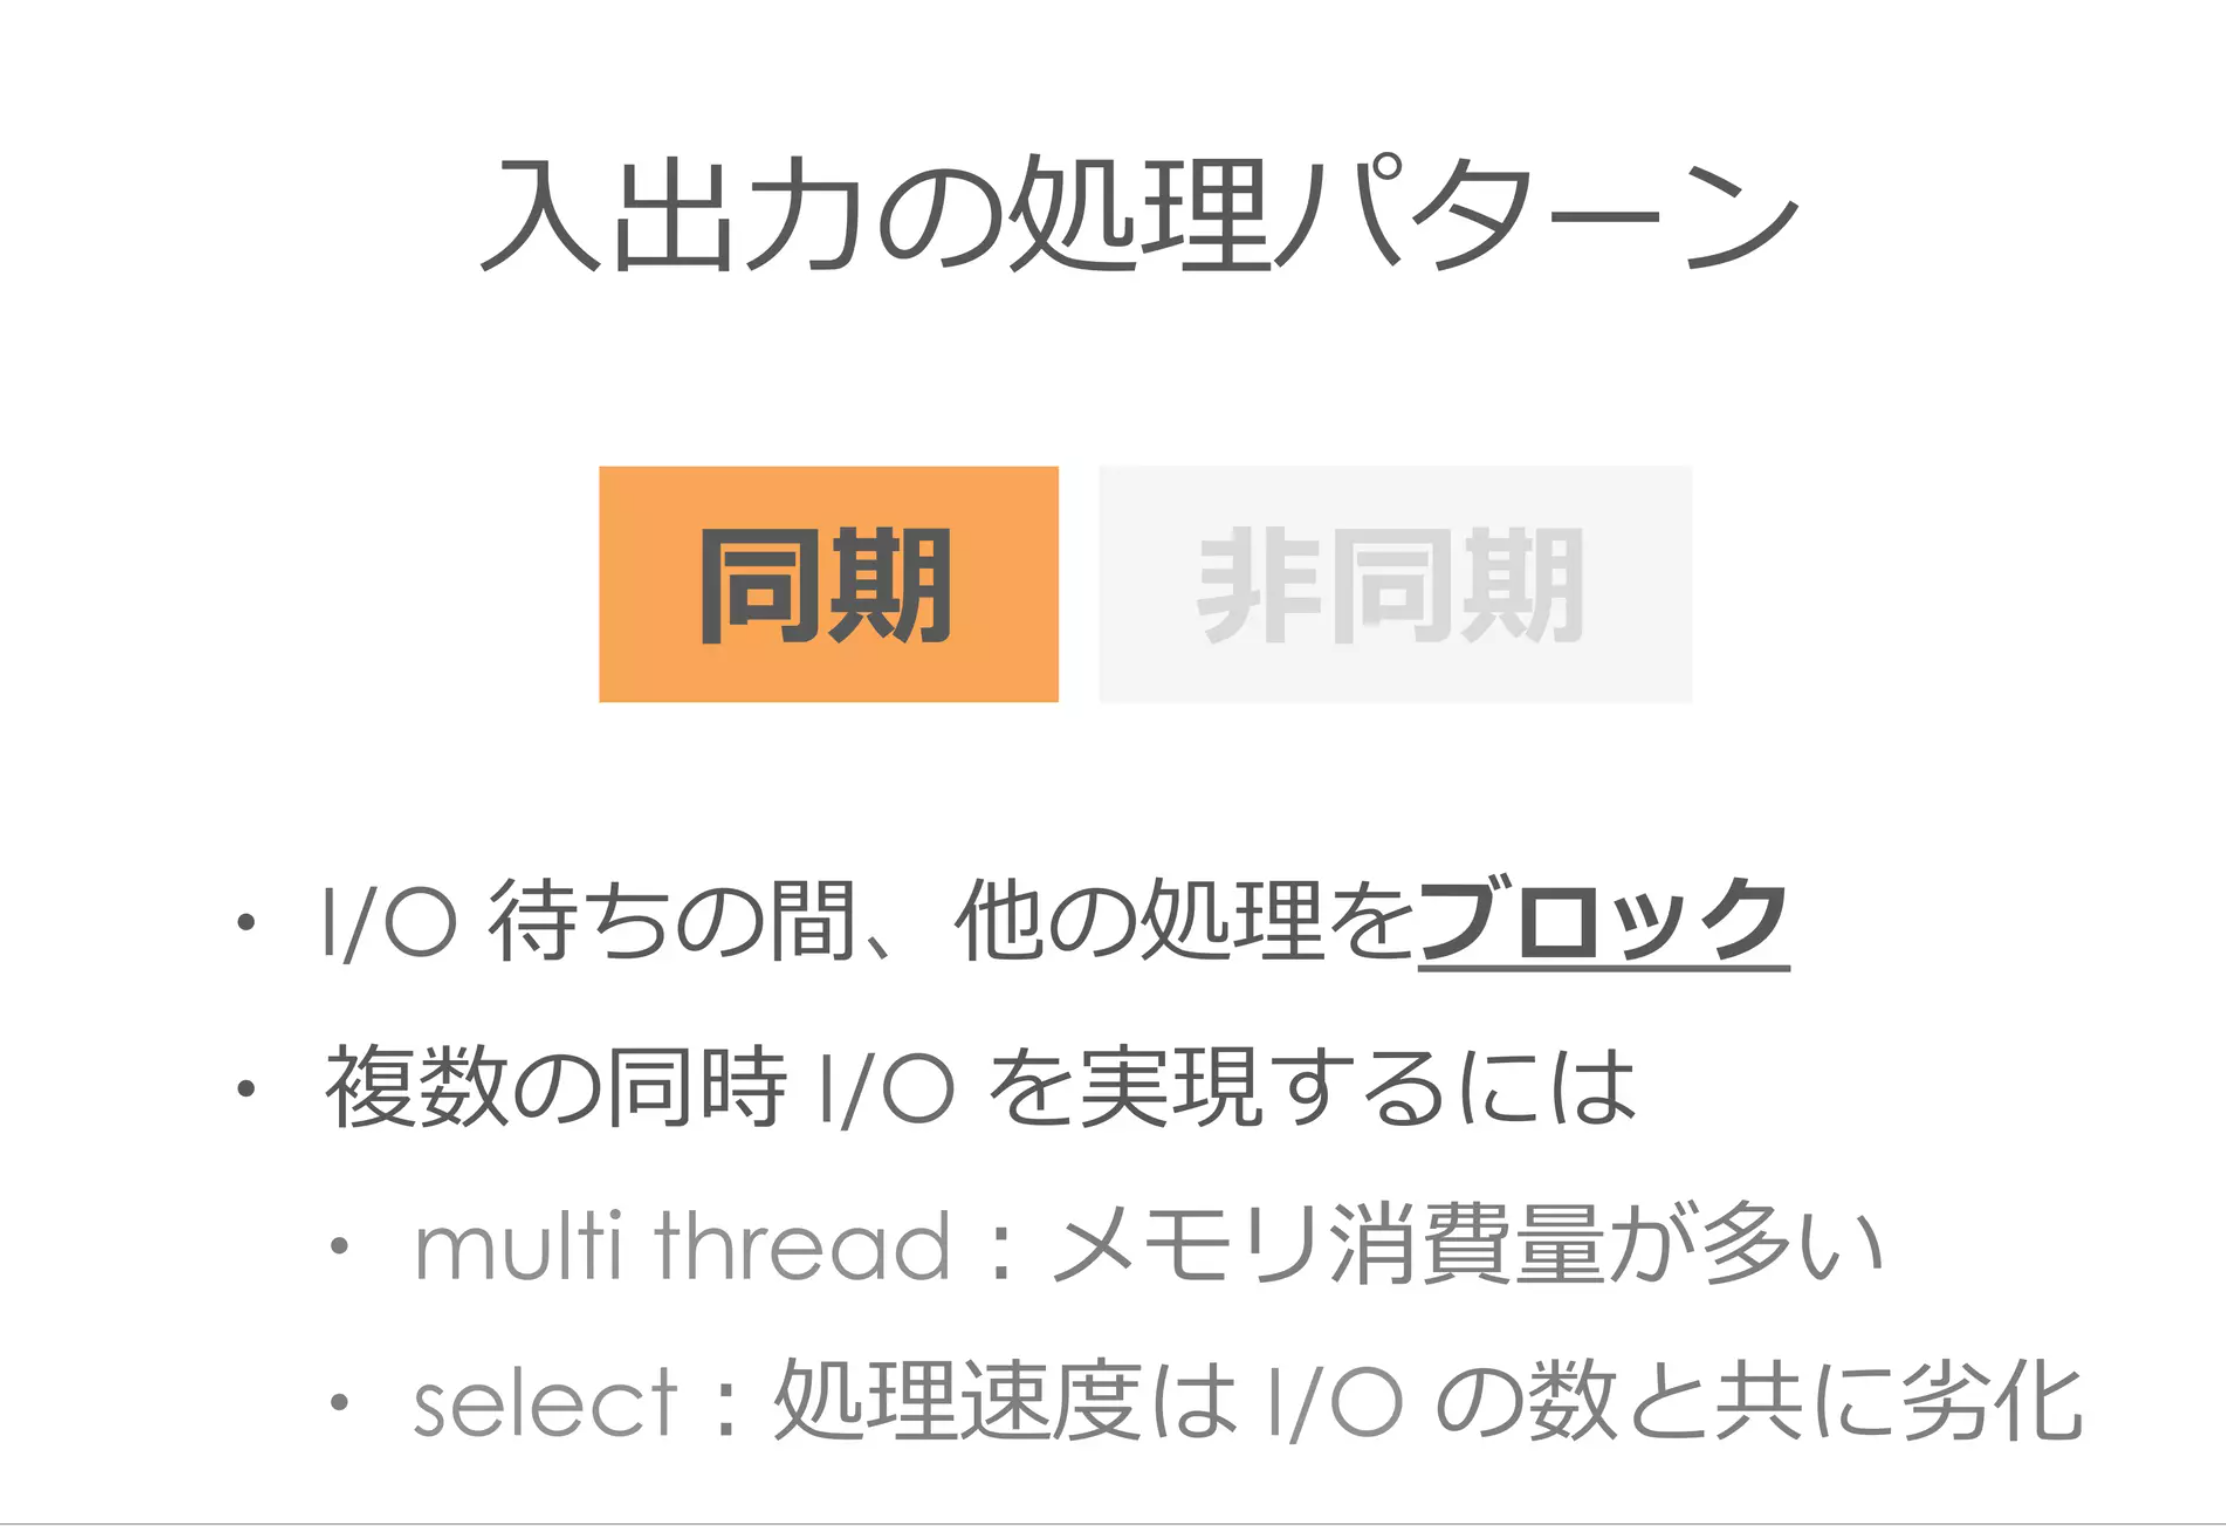 入出力の処理パターン
同期 非同期
• I/O 待ちの間、他の処理をブロック
• 複数の同時 I/O を実現するには
• multi thread：メモリ消費量が多い
• select：処理速度は I/O の数と共に劣化